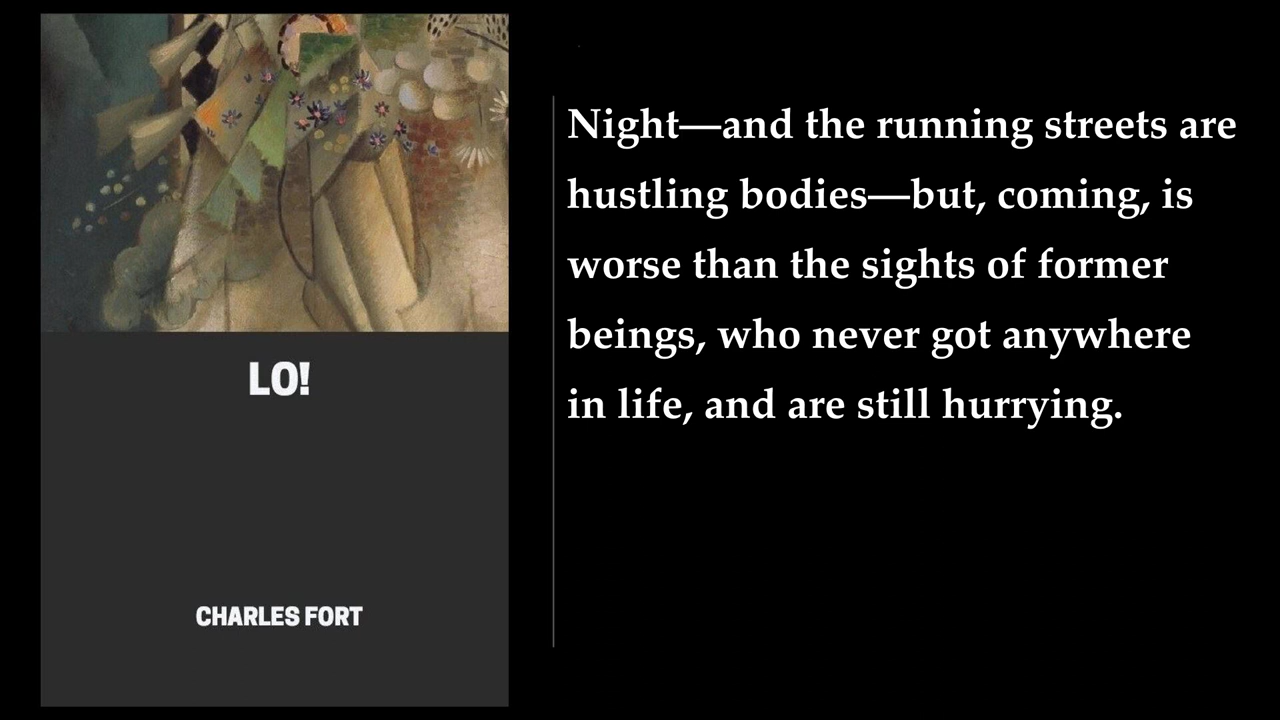 LO!
CHARLES FORT
Night—and the running streets are
hustling bodies—but, coming, is
worse than the sights of former
beings, who never got anywhere
in life, and are still hurrying.